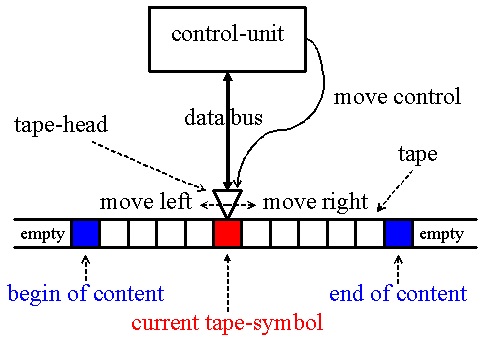 control-unit
move control
data bus
tape-head
tape
move left
move right
empty
empty
begin of content
end of content
current tape-symbol